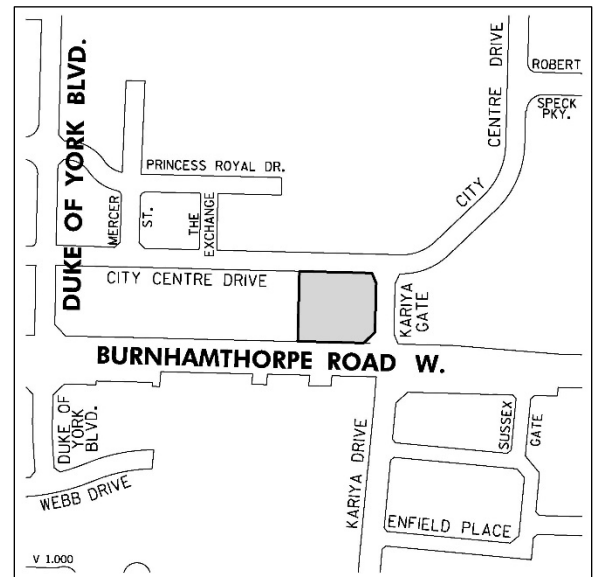 DUKE OF YORK BLVD.
CITY CENTRE DRIVE
ROBERT
SPECK
PKY.
PRINCESS ROYAL DR.
MERCER
ST.
THE
EXCHANGE
CITY CENTRE DRIVE
KARIYA
GATE
BURNHAMTHORPE ROAD W.
DUKE OF
YORK
BLVD.
WEBB DRIVE
KARIYA DRIVE
SUSSEX
GATE
ENFIELD PLACE
V 1.000